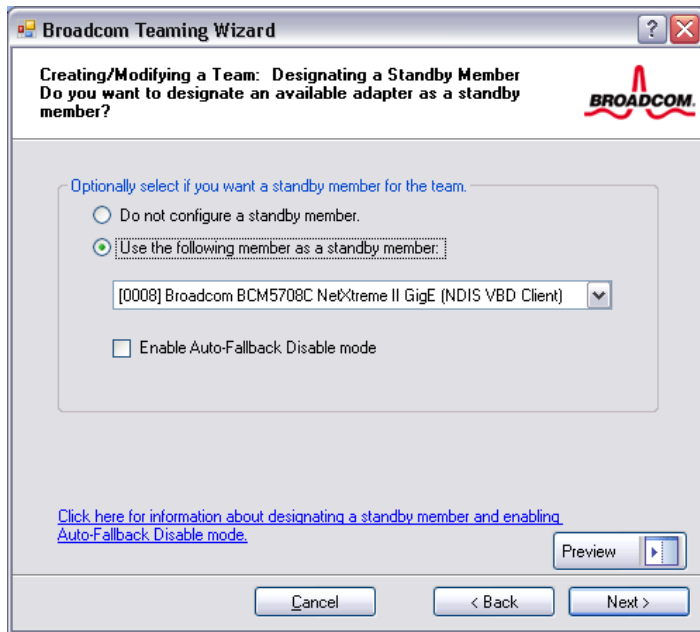 Broadcom Teaming Wizard
Creating/Modifying a Team:  Designating a Standby Member
Do you want to designate an available adapter as a standby
member?
BROADCOM.
Optionally select if you want a standby member for the team.
Do not configure a standby member.
Use the following member as a standby member:
[0008] Broadcom BCM5708C NetXtreme II GigE (NDIS VBD Client)
Enable Auto-Fallback Disable mode
Click here for information about designating a standby member and enabling
Auto-Fallback Disable mode.
Preview
Cancel
< Back
Next >